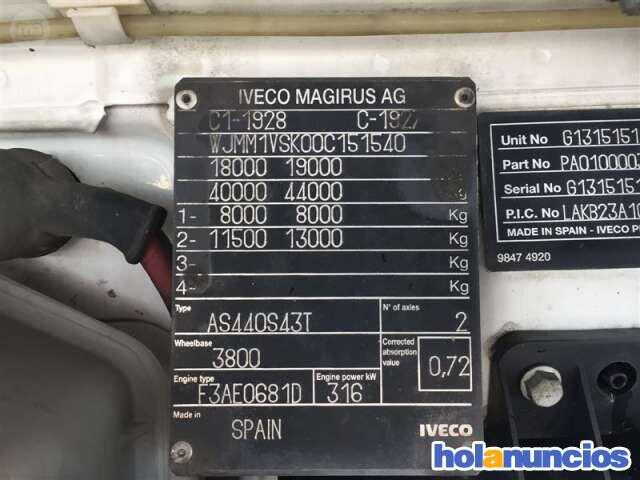 IVECO MAGIRUS AG
C1-1928 C-1927
WJMM1VSK00C151540
18000 19000
40000 44000 Kg
1- 8000 8000 Kg
2- 11500 13000 Kg
3- Kg
4- Kg
Type AS440S43T N° of axles 2
Wheelbase 3800 Corrected absorption value 0,72
Engine type F3AE0681D Engine power kW 316
Made in SPAIN IVECO
Unit No G1315151
Part No PA010000
Serial No G1315151
P.I.C. No LAKB23A1
MADE IN SPAIN - IVECO
9847 4920
holanuncios